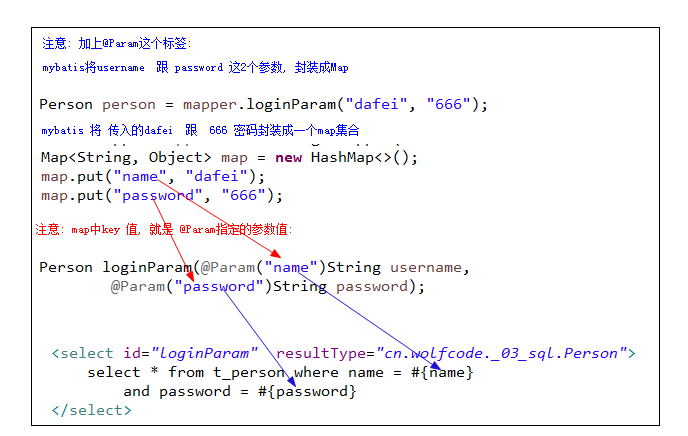 注意: 加上@Param这个标签:
mybatis将username 跟 password 这2个参数, 封装成Map
Person person = mapper.loginParam("dafei", "666");
mybatis 将 传入的dafei 跟 666 密码封装成一个map集合
Map<String, Object> map = new HashMap<>();
map.put("name", "dafei");
map.put("password", "666");
注意: map中key 值, 就是 @Param指定的参数值:
Person loginParam(@Param("name")String username,
@Param("password")String password);
<select id="loginParam" resultType="cn.wolfcode._03_sql.Person">
select * from t_person where name = #{name}
and password = #{password}
</select>